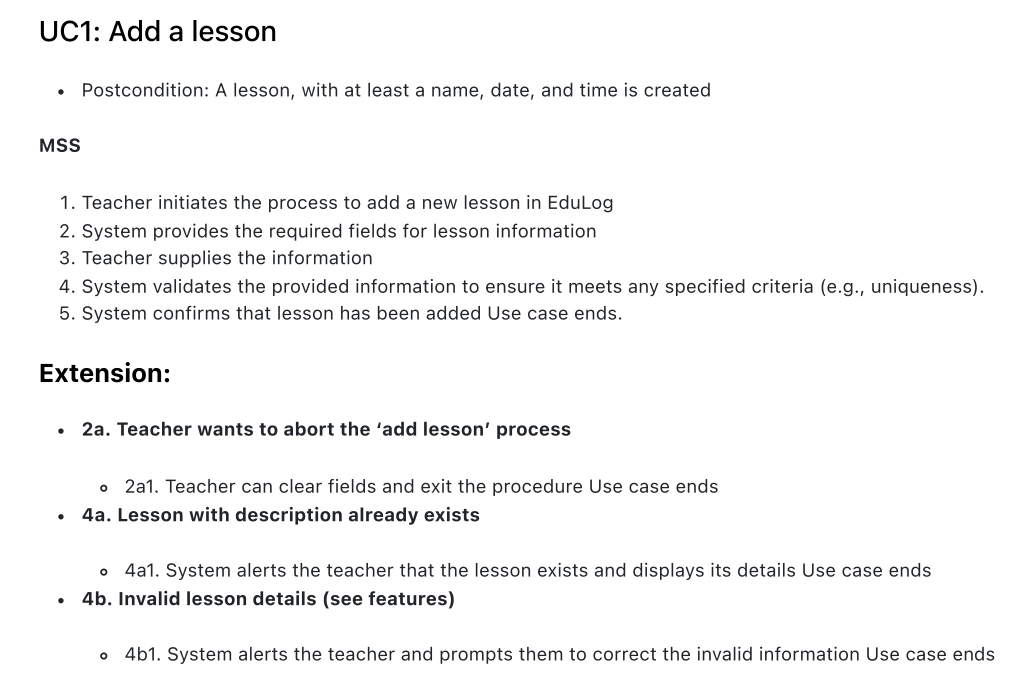 UC1: Add a lesson
• Postcondition: A lesson, with at least a name, date, and time is created
MSS
1. Teacher initiates the process to add a new lesson in EduLog
2. System provides the required fields for lesson information
3. Teacher supplies the information
4. System validates the provided information to ensure it meets any specified criteria (e.g., uniqueness).
5. System confirms that lesson has been added Use case ends.
Extension:
• 2a. Teacher wants to abort the ‘add lesson’ process
◦ 2a1. Teacher can clear fields and exit the procedure Use case ends
• 4a. Lesson with description already exists
◦ 4a1. System alerts the teacher that the lesson exists and displays its details Use case ends
• 4b. Invalid lesson details (see features)
◦ 4b1. System alerts the teacher and prompts them to correct the invalid information Use case ends